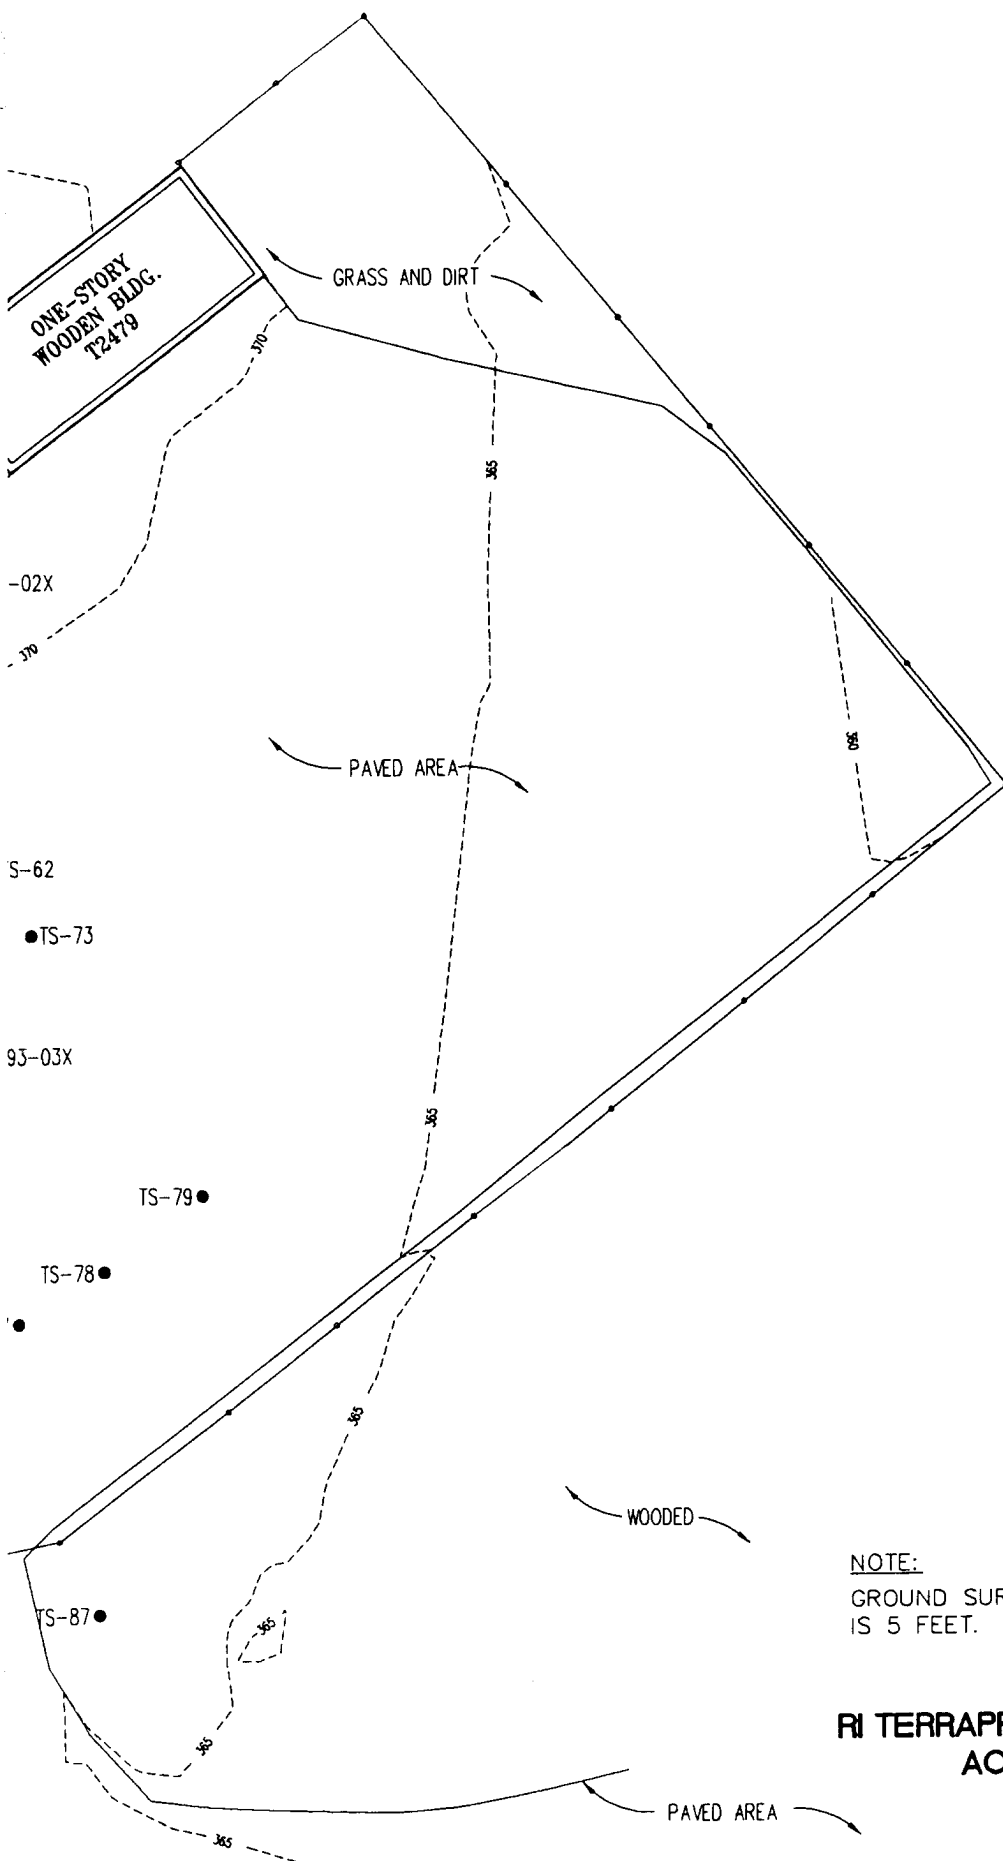 GRASS AND DIRT
ONE-STORY
WOODEN BLDG.
T2479
370
365
-02X
370
360
PAVED AREA
S-62
TS-73
93-03X
365
TS-79
TS-78
365
WOODED
NOTE:
GROUND SUR
IS 5 FEET.
TS-87
365
RI TERRAPR
AO
365
PAVED AREA
365